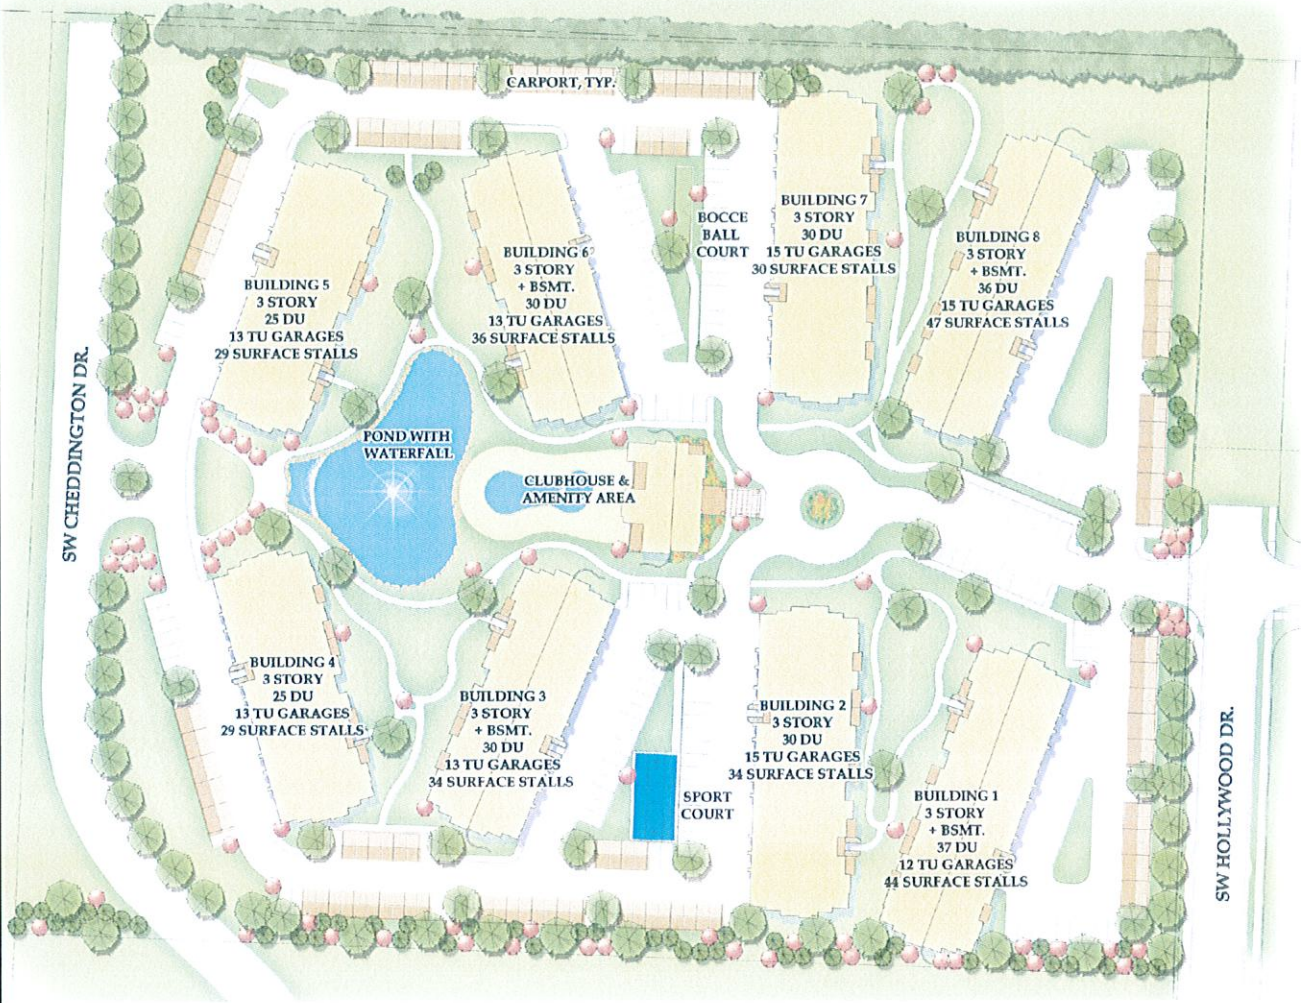 CARPORT, TYP.
BUILDING 7
3 STORY
30 DU
15 TU GARAGES
30 SURFACE STALLS
BOCCE
BALL
COURT
BUILDING 8
3 STORY
+ BSMT.
36 DU
15 TU GARAGES
47 SURFACE STALLS
BUILDING 6
3 STORY
+ BSMT.
30 DU
13 TU GARAGES
36 SURFACE STALLS
BUILDING 5
3 STORY
25 DU
13 TU GARAGES
29 SURFACE STALLS
SW CHEDDINGTON DR.
POND WITH
WATERFALL
CLUBHOUSE &
AMENITY AREA
BUILDING 4
3 STORY
25 DU
13 TU GARAGES
29 SURFACE STALLS
BUILDING 3
3 STORY
+ BSMT.
30 DU
13 TU GARAGES
34 SURFACE STALLS
BUILDING 2
3 STORY
30 DU
15 TU GARAGES
34 SURFACE STALLS
SPORT
COURT
BUILDING 1
3 STORY
+ BSMT.
37 DU
12 TU GARAGES
44 SURFACE STALLS
SW HOLLYWOOD DR.